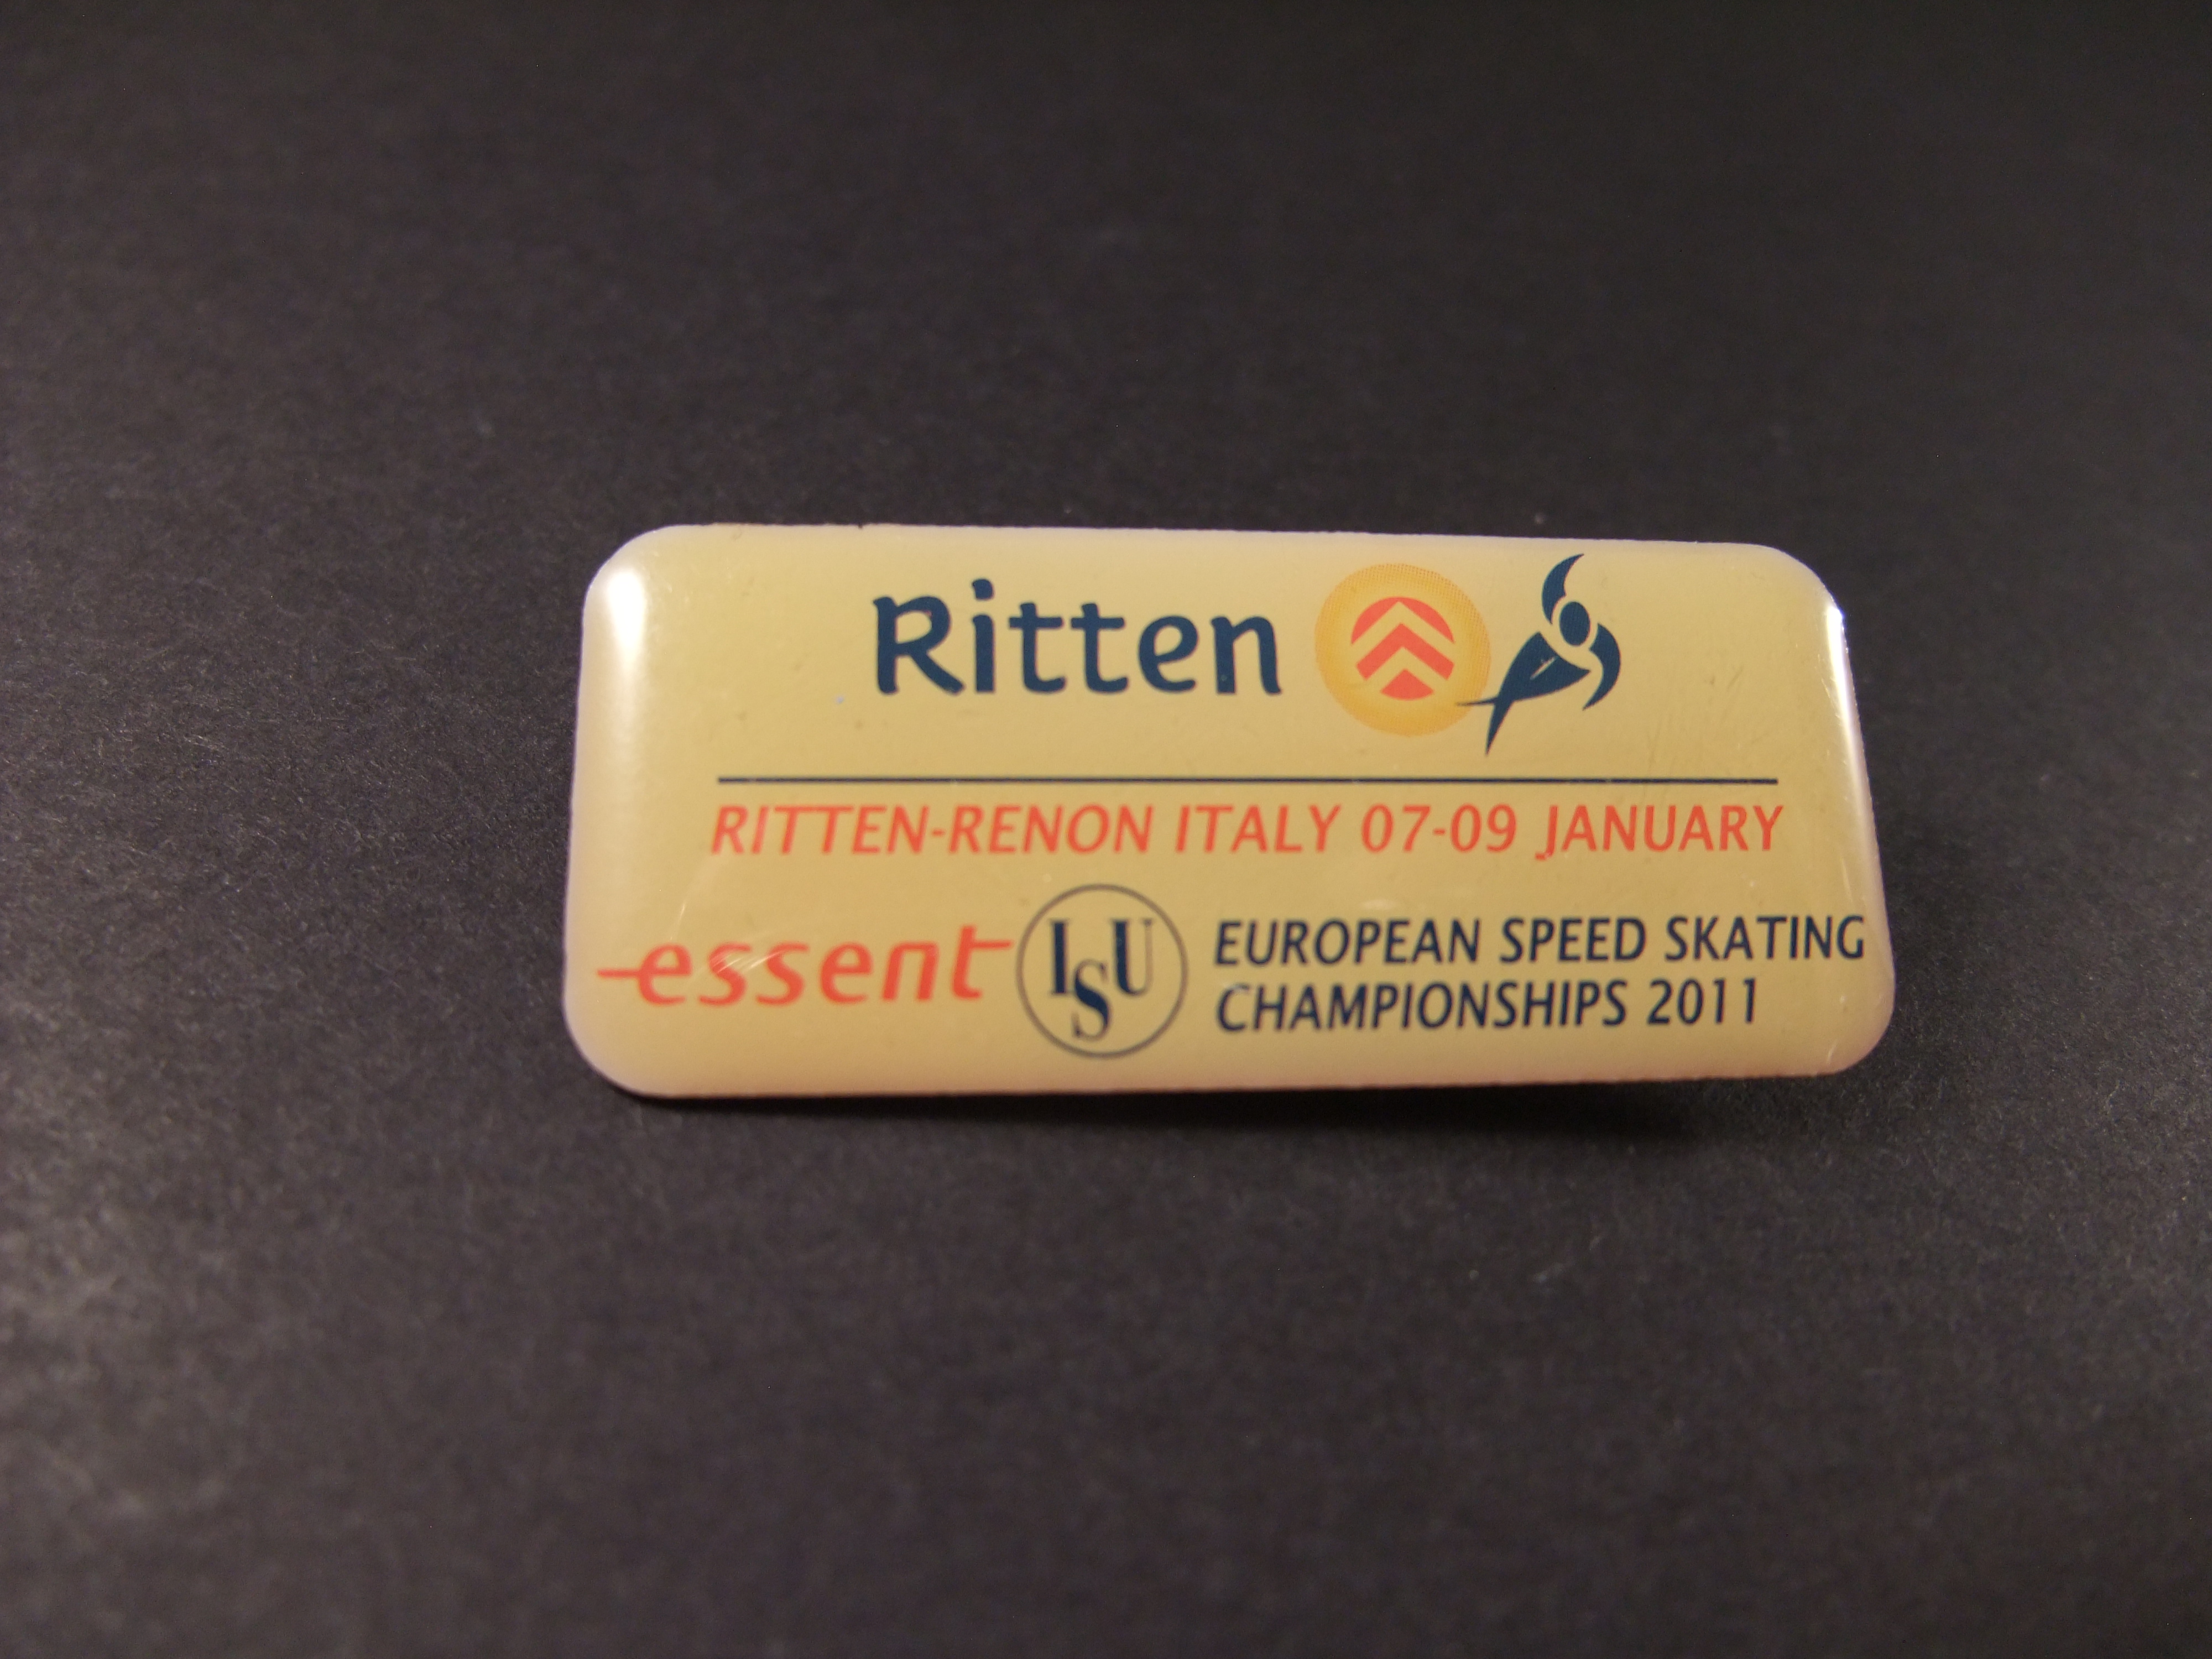 Ritten
RITTEN-RENON ITALY 07-09 JANUARY
essent ISU EUROPEAN SPEED SKATING
CHAMPIONSHIPS 2011